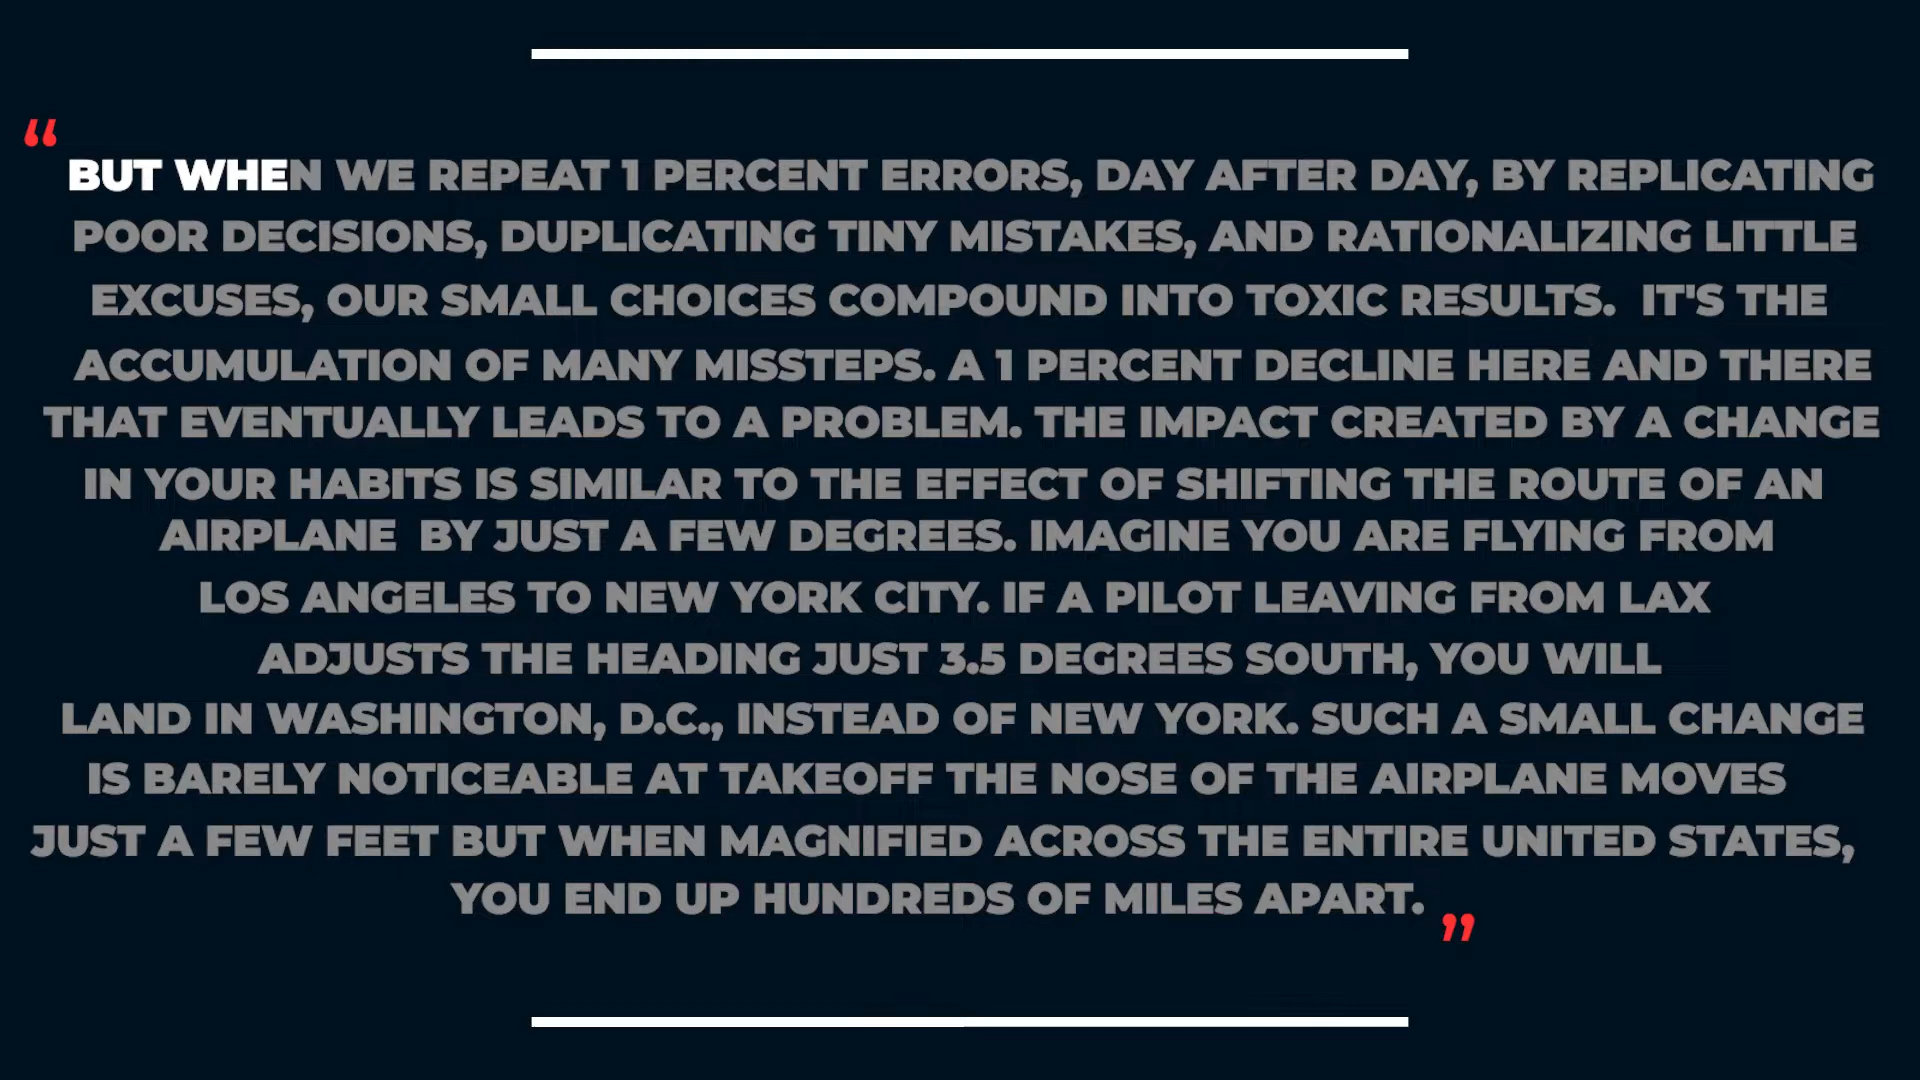 “BUT WHEN WE REPEAT 1 PERCENT ERRORS, DAY AFTER DAY, BY REPLICATING
POOR DECISIONS, DUPLICATING TINY MISTAKES, AND RATIONALIZING LITTLE
EXCUSES, OUR SMALL CHOICES COMPOUND INTO TOXIC RESULTS.  IT'S THE
ACCUMULATION OF MANY MISSTEPS. A 1 PERCENT DECLINE HERE AND THERE
THAT EVENTUALLY LEADS TO A PROBLEM. THE IMPACT CREATED BY A CHANGE
IN YOUR HABITS IS SIMILAR TO THE EFFECT OF SHIFTING THE ROUTE OF AN
AIRPLANE  BY JUST A FEW DEGREES. IMAGINE YOU ARE FLYING FROM
LOS ANGELES TO NEW YORK CITY. IF A PILOT LEAVING FROM LAX
ADJUSTS THE HEADING JUST 3.5 DEGREES SOUTH, YOU WILL
LAND IN WASHINGTON, D.C., INSTEAD OF NEW YORK. SUCH A SMALL CHANGE
IS BARELY NOTICEABLE AT TAKEOFF THE NOSE OF THE AIRPLANE MOVES
JUST A FEW FEET BUT WHEN MAGNIFIED ACROSS THE ENTIRE UNITED STATES,
YOU END UP HUNDREDS OF MILES APART.”